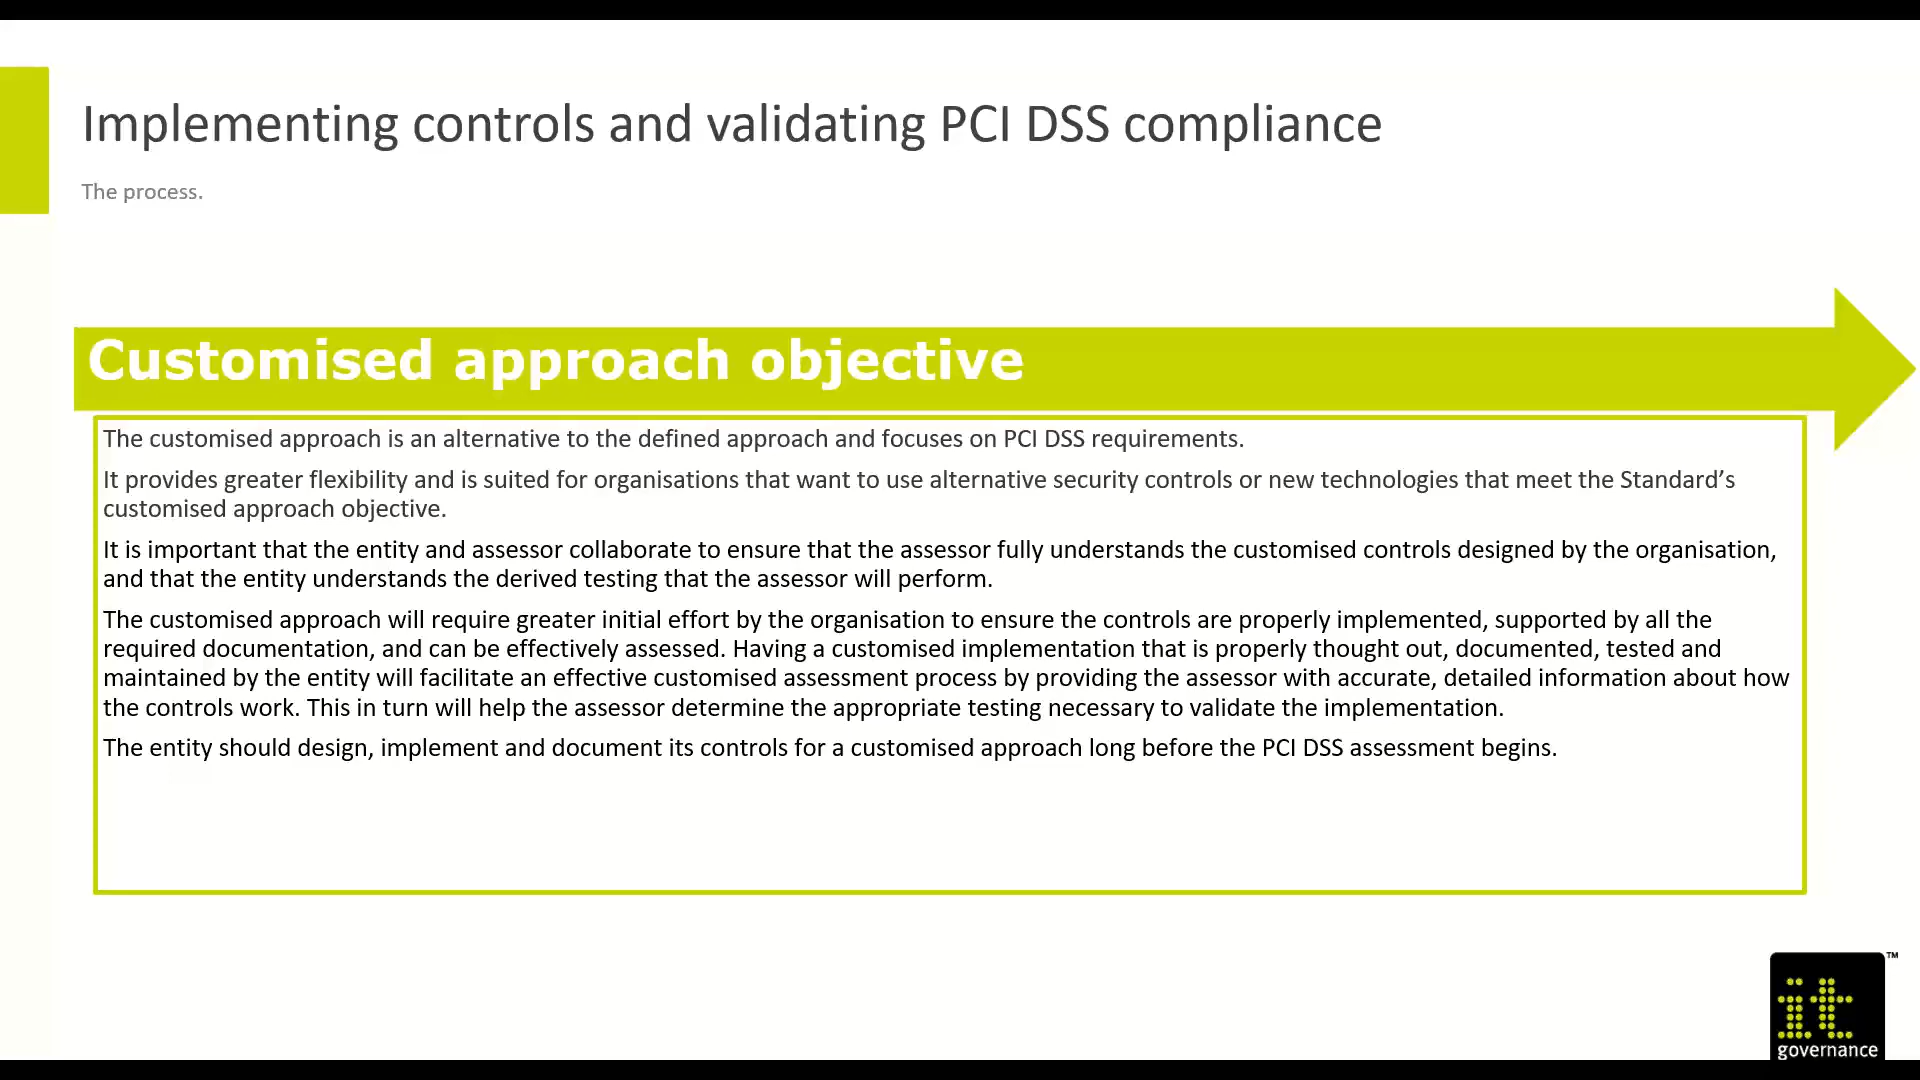 Implementing controls and validating PCI DSS compliance
The process.
Customised approach objective
The customised approach is an alternative to the defined approach and focuses on PCI DSS requirements.
It provides greater flexibility and is suited for organisations that want to use alternative security controls or new technologies that meet the Standard’s
customised approach objective.
It is important that the entity and assessor collaborate to ensure that the assessor fully understands the customised controls designed by the organisation,
and that the entity understands the derived testing that the assessor will perform.
The customised approach will require greater initial effort by the organisation to ensure the controls are properly implemented, supported by all the
required documentation, and can be effectively assessed. Having a customised implementation that is properly thought out, documented, tested and
maintained by the entity will facilitate an effective customised assessment process by providing the assessor with accurate, detailed information about how
the controls work. This in turn will help the assessor determine the appropriate testing necessary to validate the implementation.
The entity should design, implement and document its controls for a customised approach long before the PCI DSS assessment begins.
TM
it
governance